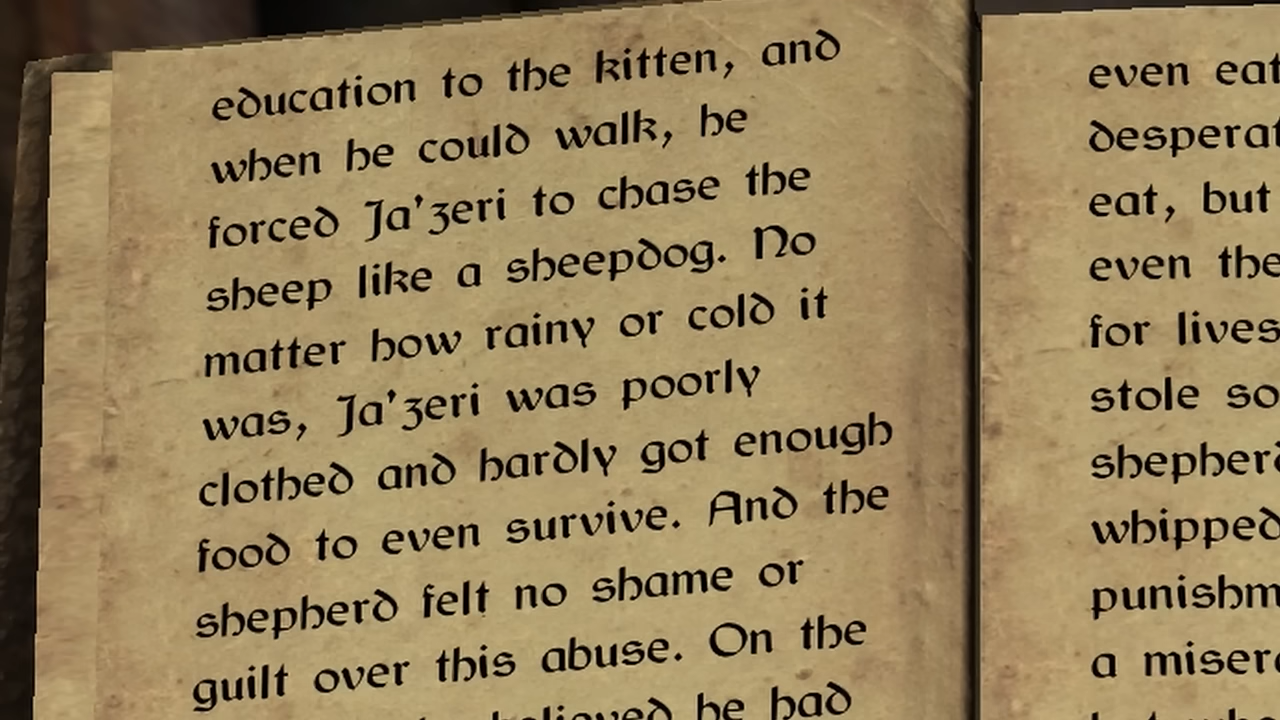 education to the kitten, and
when he could walk, he
forced Ja'zeri to chase the
sheep like a sheepdog. No
matter how rainy or cold it
was, Ja'zeri was poorly
clothed and hardly got enough
food to even survive. And the
shepherd felt no shame or
guilt over this abuse. On the
believed he had
even eat
eat, but
even the
for lives
stole so
shepherd
whipped
a